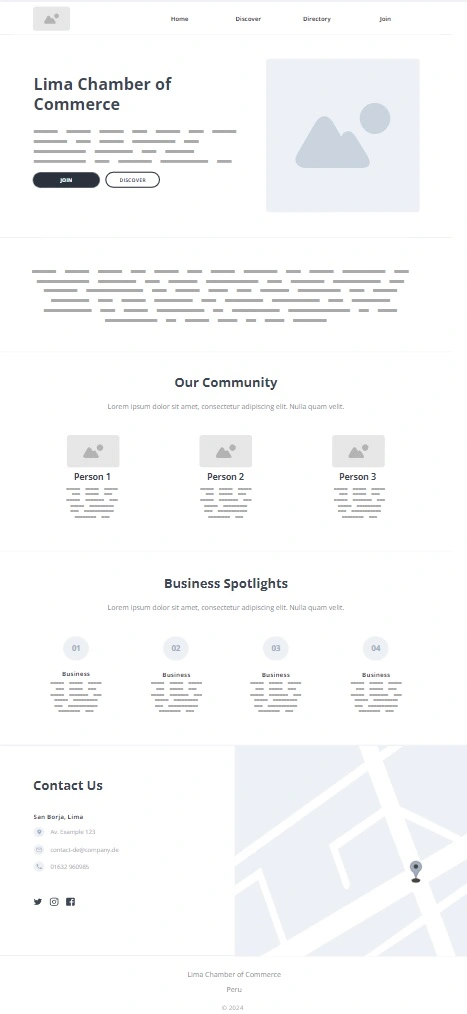 Home Discover Directory Join
Lima Chamber of
Commerce
JOIN DISCOVER
Our Community
Lorem ipsum dolor sit amet, consectetur adipiscing elit. Nulla quam velit.
Person 1 Person 2 Person 3
Business Spotlights
Lorem ipsum dolor sit amet, consectetur adipiscing elit. Nulla quam velit.
01 02 03 04
Business Business Business Business
Contact Us
San Borja, Lima
Av. Example 123
contact-de@company.de
01632 960985
Lima Chamber of Commerce
Peru
© 2024